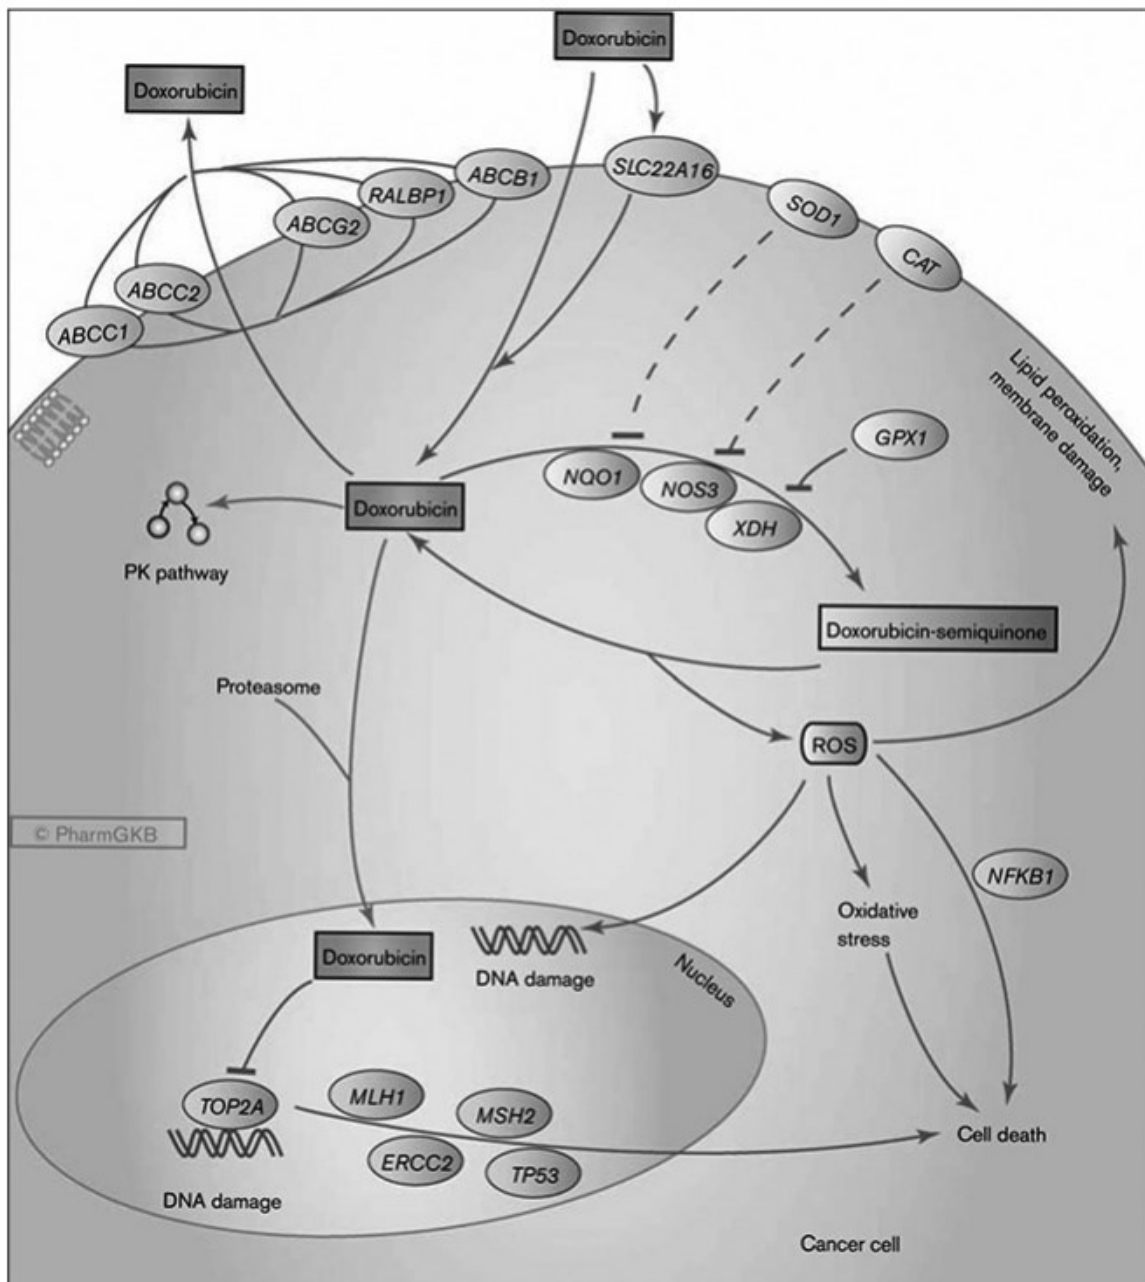 Doxorubicin
Doxorubicin
ABCB1
SLC22A16
RALBP1
SOD1
ABCG2
CAT
ABCC2
ABCC1
Lipid peroxidation,
membrane damage
GPX1
NQO1
NOS3
XDH
Doxorubicin
PK pathway
Doxorubicin-semiquinone
Proteasome
ROS
© PharmGKB
NFKB1
Oxidative
stress
Doxorubicin
DNA damage
Nucleus
TOP2A
MLH1
MSH2
ERCC2
TP53
Cell death
DNA damage
Cancer cell